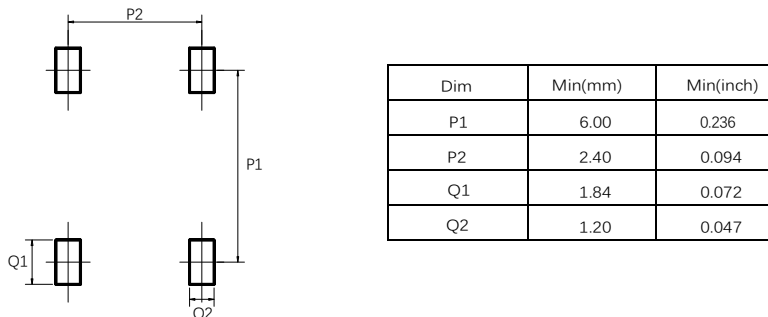 P2
P1
Q1
Q2
Dim Min(mm) Min(inch)
P1 6.00 0.236
P2 2.40 0.094
Q1 1.84 0.072
Q2 1.20 0.047